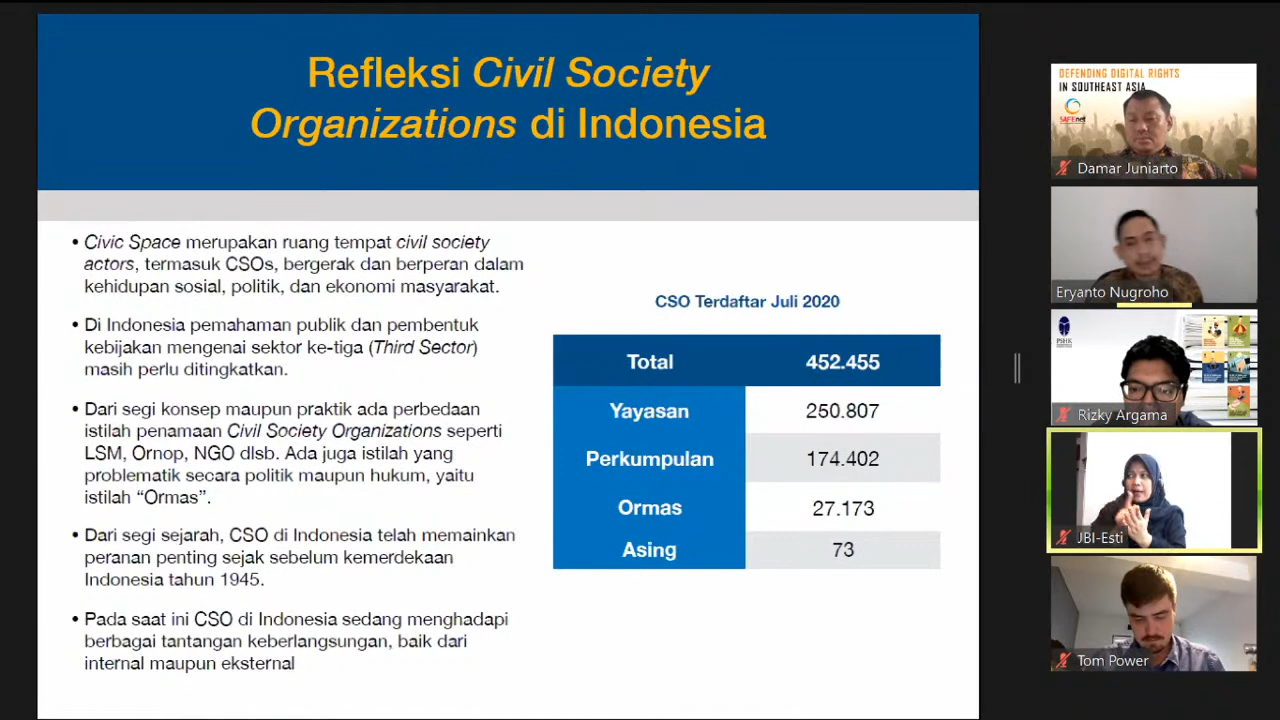 Refleksi Civil Society
Organizations di Indonesia
• Civic Space merupakan ruang tempat civil society
actors, termasuk CSOs, bergerak dan berperan dalam
kehidupan sosial, politik, dan ekonomi masyarakat.
• Di Indonesia pemahaman publik dan pembentuk
kebijakan mengenai sektor ke-tiga (Third Sector)
masih perlu ditingkatkan.
• Dari segi konsep maupun praktik ada perbedaan
istilah penamaan Civil Society Organizations seperti
LSM, Ornop, NGO dlsb. Ada juga istilah yang
problematik secara politik maupun hukum, yaitu
istilah “Ormas”.
• Dari segi sejarah, CSO di Indonesia telah memainkan
peranan penting sejak sebelum kemerdekaan
Indonesia tahun 1945.
• Pada saat ini CSO di Indonesia sedang menghadapi
berbagai tantangan keberlangsungan, baik dari
internal maupun eksternal
CSO Terdaftar Juli 2020
Total 452.455
Yayasan 250.807
Perkumpulan 174.402
Ormas 27.173
Asing 73
DEFENDING DIGITAL RIGHTS
IN SOUTHEAST ASIA
SAFEnet
Damar Juniarto
Eryanto Nugroho
PSHK
Rizky Argama
JBI-Esti
Tom Power